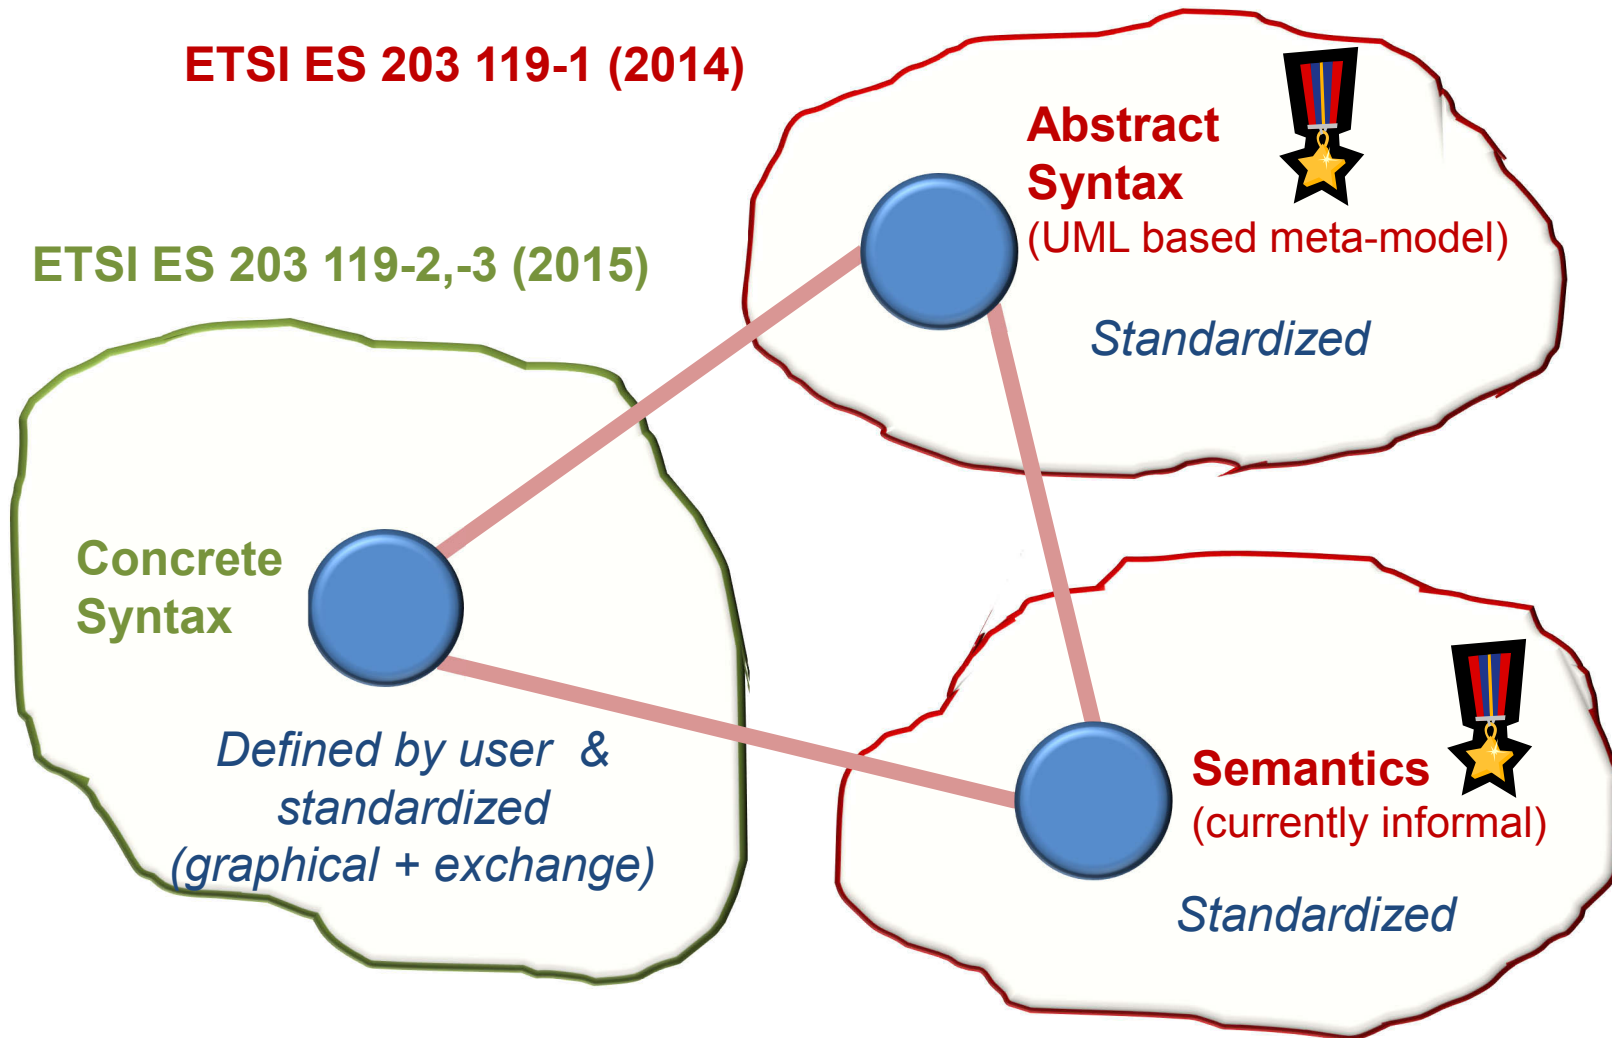 ETSI ES 203 119-1 (2014)
Abstract
Syntax
(UML based meta-model)
Standardized
ETSI ES 203 119-2,-3 (2015)
Concrete
Syntax
Defined by user &
standardized
(graphical + exchange)
Semantics
(currently informal)
Standardized